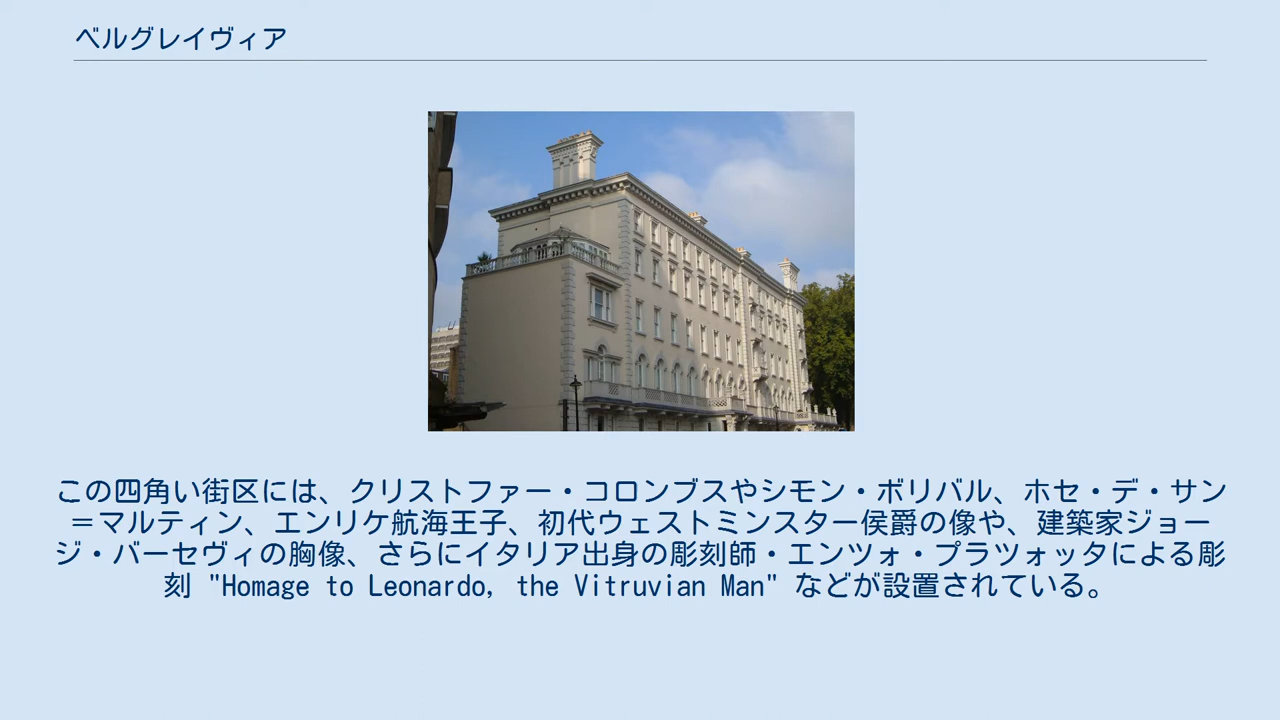 ベルグレイヴィア
この四角い街区には、クリストファー・コロンブスやシモン・ボリバル、ホセ・デ・サン
＝マルティン、エンリケ航海王子、初代ウェストミンスター侯爵の像や、建築家ジョー
ジ・バーセヴィの胸像、さらにイタリア出身の彫刻師・エンツォ・プラツォッタによる彫
刻 "Homage to Leonardo, the Vitruvian Man" などが設置されている。